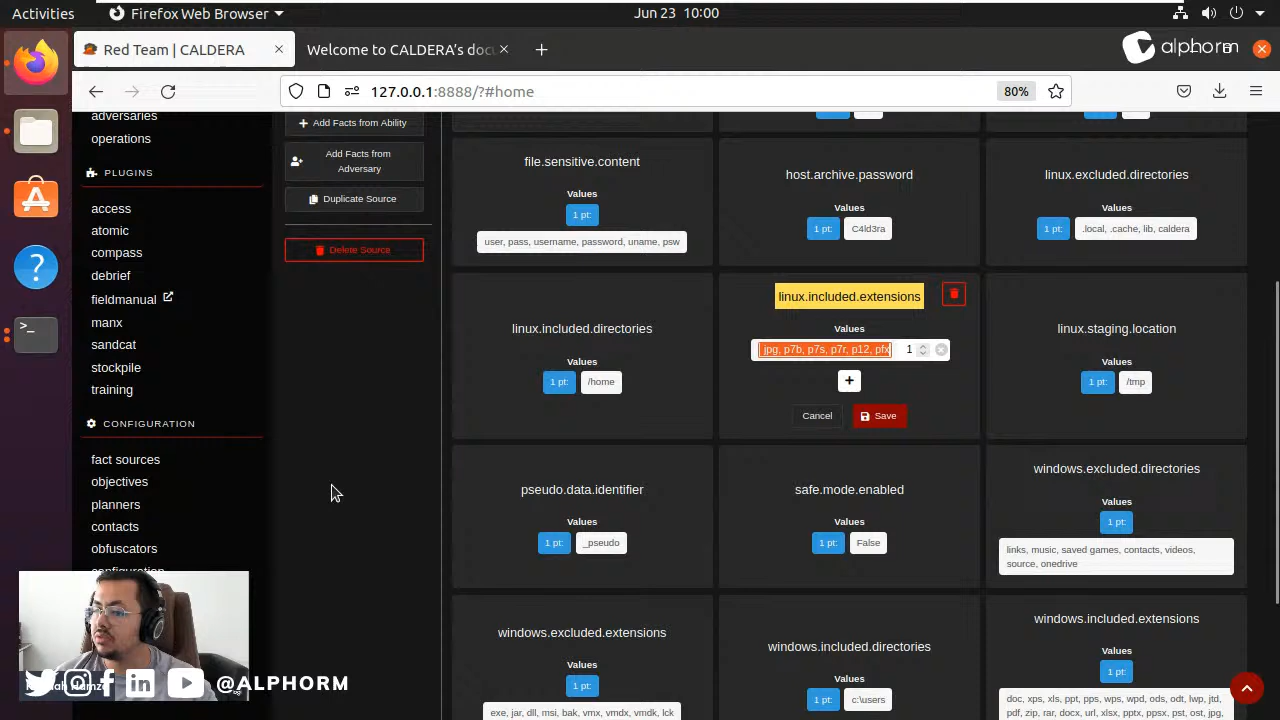 Activities
Firefox Web Browser
Jun 23 10:00
Red Team | CALDERA
Welcome to CALDERA's doc
alphorm
127.0.0.1:8888/?#home
80%
adversaries
operations
PLUGINS
access
atomic
compass
debrief
fieldmanual
manx
sandcat
stockpile
training
CONFIGURATION
fact sources
objectives
planners
contacts
obfuscators
configuration
Add Facts from Ability
Add Facts from
Adversary
Duplicate Source
Delete Source
file.sensitive.content
Values
1 pt:
user, pass, username, password, uname, psw
host.archive.password
Values
1 pt:
C4ld3ra
linux.excluded.directories
Values
1 pt:
.local, .cache, lib, caldera
linux.included.directories
Values
1 pt:
/home
linux.included.extensions
Values
jpg, p7b, p7s, p7r, p12, pfx
1
Cancel
Save
linux.staging.location
Values
1 pt:
/tmp
pseudo.data.identifier
Values
1 pt:
_pseudo
safe.mode.enabled
Values
1 pt:
False
windows.excluded.directories
Values
1 pt:
links, music, saved games, contacts, videos,
source, onedrive
windows.excluded.extensions
Values
1 pt:
exe, jar, dll, msi, bak, vmx, vmdx, vmdk, lck
windows.included.directories
Values
1 pt:
c:\users
windows.included.extensions
Values
1 pt:
doc, xps, xls, ppt, pps, wps, wpd, ods, odt, lwp, jtd,
pdf, zip, rar, docx, url, xlsx, pptx, ppsx, pst, ost, jpg,
@ALPHORM